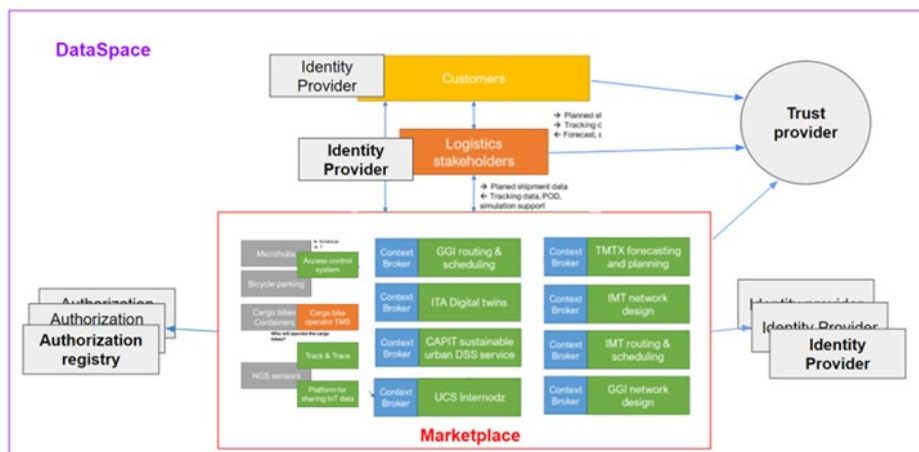 DataSpace
Identity
Provider
Customers
Identity
Provider
Logistics
stakeholders
→ Planned
→ Tracking
← Forecast,
Trust
provider
→ Planed shipment data
← Tracking data, POD,
simulation support
Microhubs
← Schedule
→ ?
Access control
system
Bicycle parking
Cargo bikes
Containers
Cargo bike
operator TMS
Who will operate the cargo
bikes?
Track & Trace
NGS sensors
Platform for
sharing IoT data
Context
Broker
GGI routing &
scheduling
Context
Broker
ITA Digital twins
Context
Broker
CAPIT sustainable
urban DSS service
Context
Broker
UCS Internodz
Context
Broker
TMTX forecasting
and planning
Context
Broker
IMT network
design
Context
Broker
IMT routing &
scheduling
Context
Broker
GGI network
design
Marketplace
Authorization
Authorization
Authorization
registry
Identity provider
Identity Provider
Identity
Provider